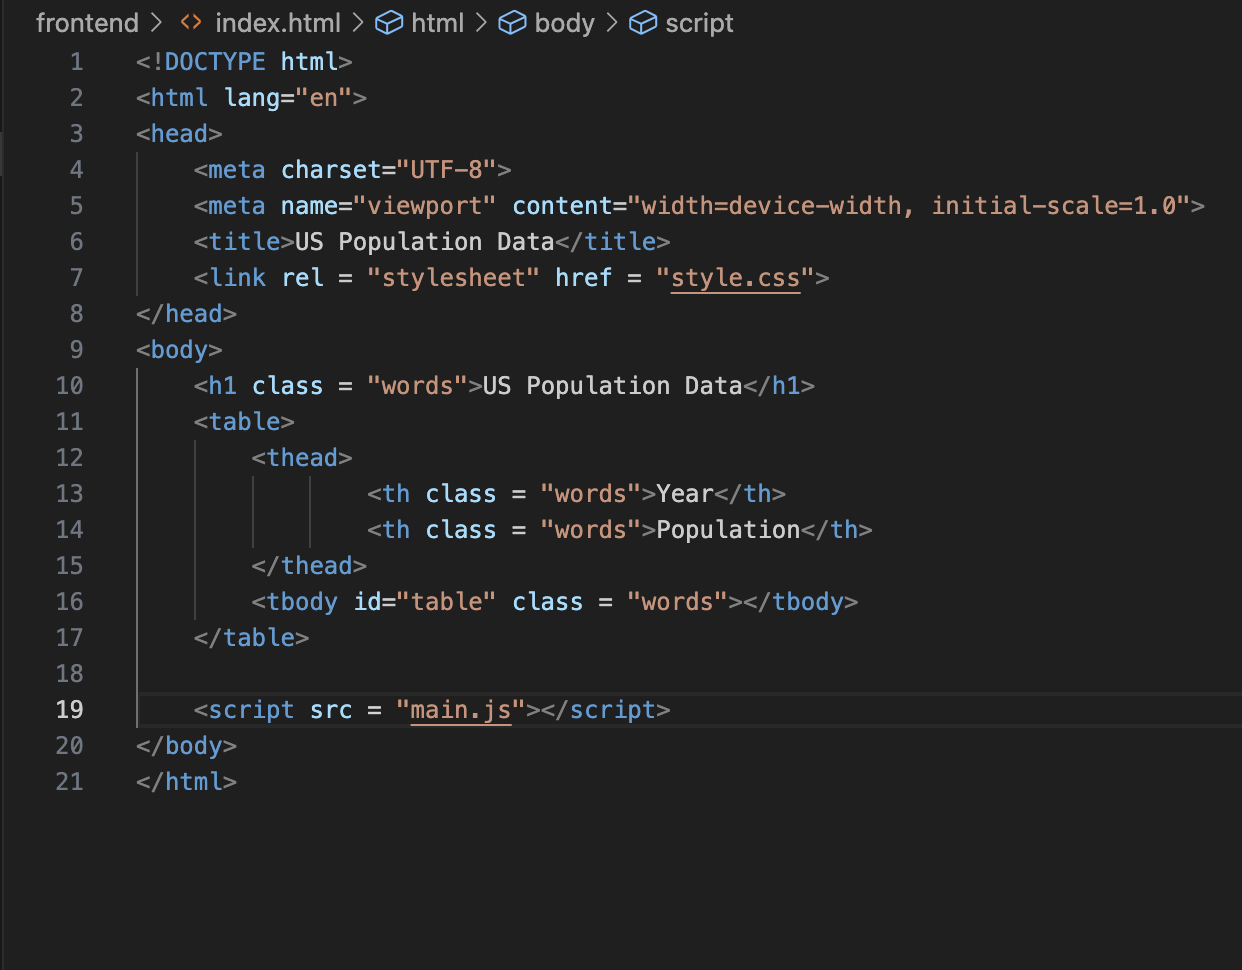 frontend > <> index.html > html > body > script
1 <!DOCTYPE html>
2 <html lang="en">
3 <head>
4     <meta charset="UTF-8">
5     <meta name="viewport" content="width=device-width, initial-scale=1.0">
6     <title>US Population Data</title>
7     <link rel = "stylesheet" href = "style.css">
8 </head>
9 <body>
10     <h1 class = "words">US Population Data</h1>
11     <table>
12         <thead>
13                 <th class = "words">Year</th>
14                 <th class = "words">Population</th>
15         </thead>
16         <tbody id="table" class = "words"></tbody>
17     </table>
18
19     <script src = "main.js"></script>
20 </body>
21 </html>